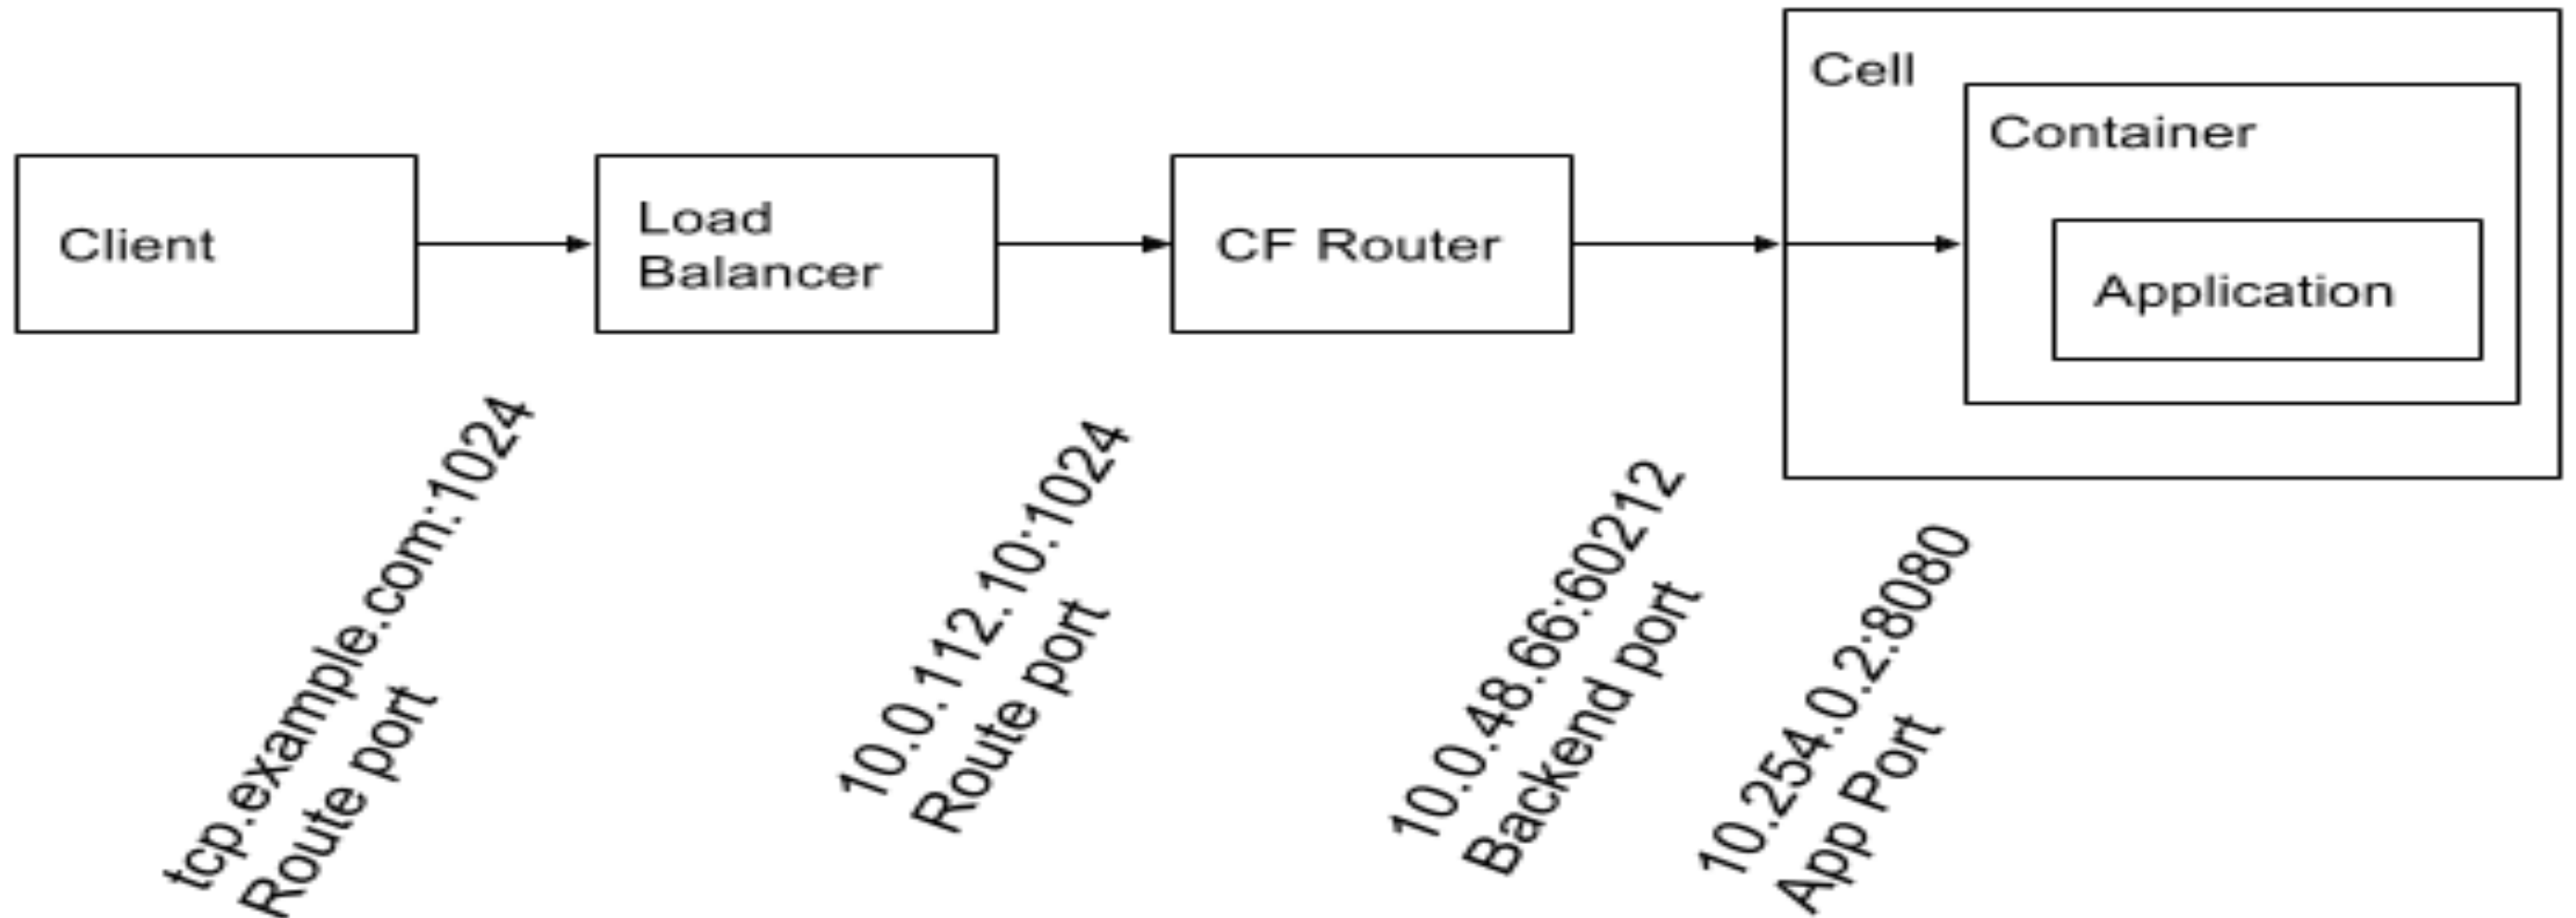 Cell
Container
Client
Load
Balancer
CF Router
Application
tcp.example.com:1024
Route port
10.0.112.10:1024
Route port
10.0.48.66:60212
Backend port
10.254.0.2:8080
App Port